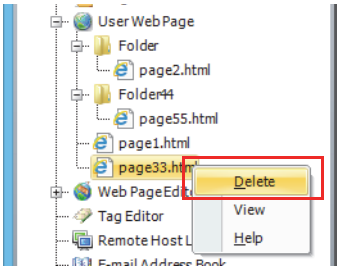 User Web Page
Folder
page2.html
Folder44
page55.html
page1.html
page33.html
Delete
Web Page Edit
View
Tag Editor
Remote Host L
Help
E-mail Address Book